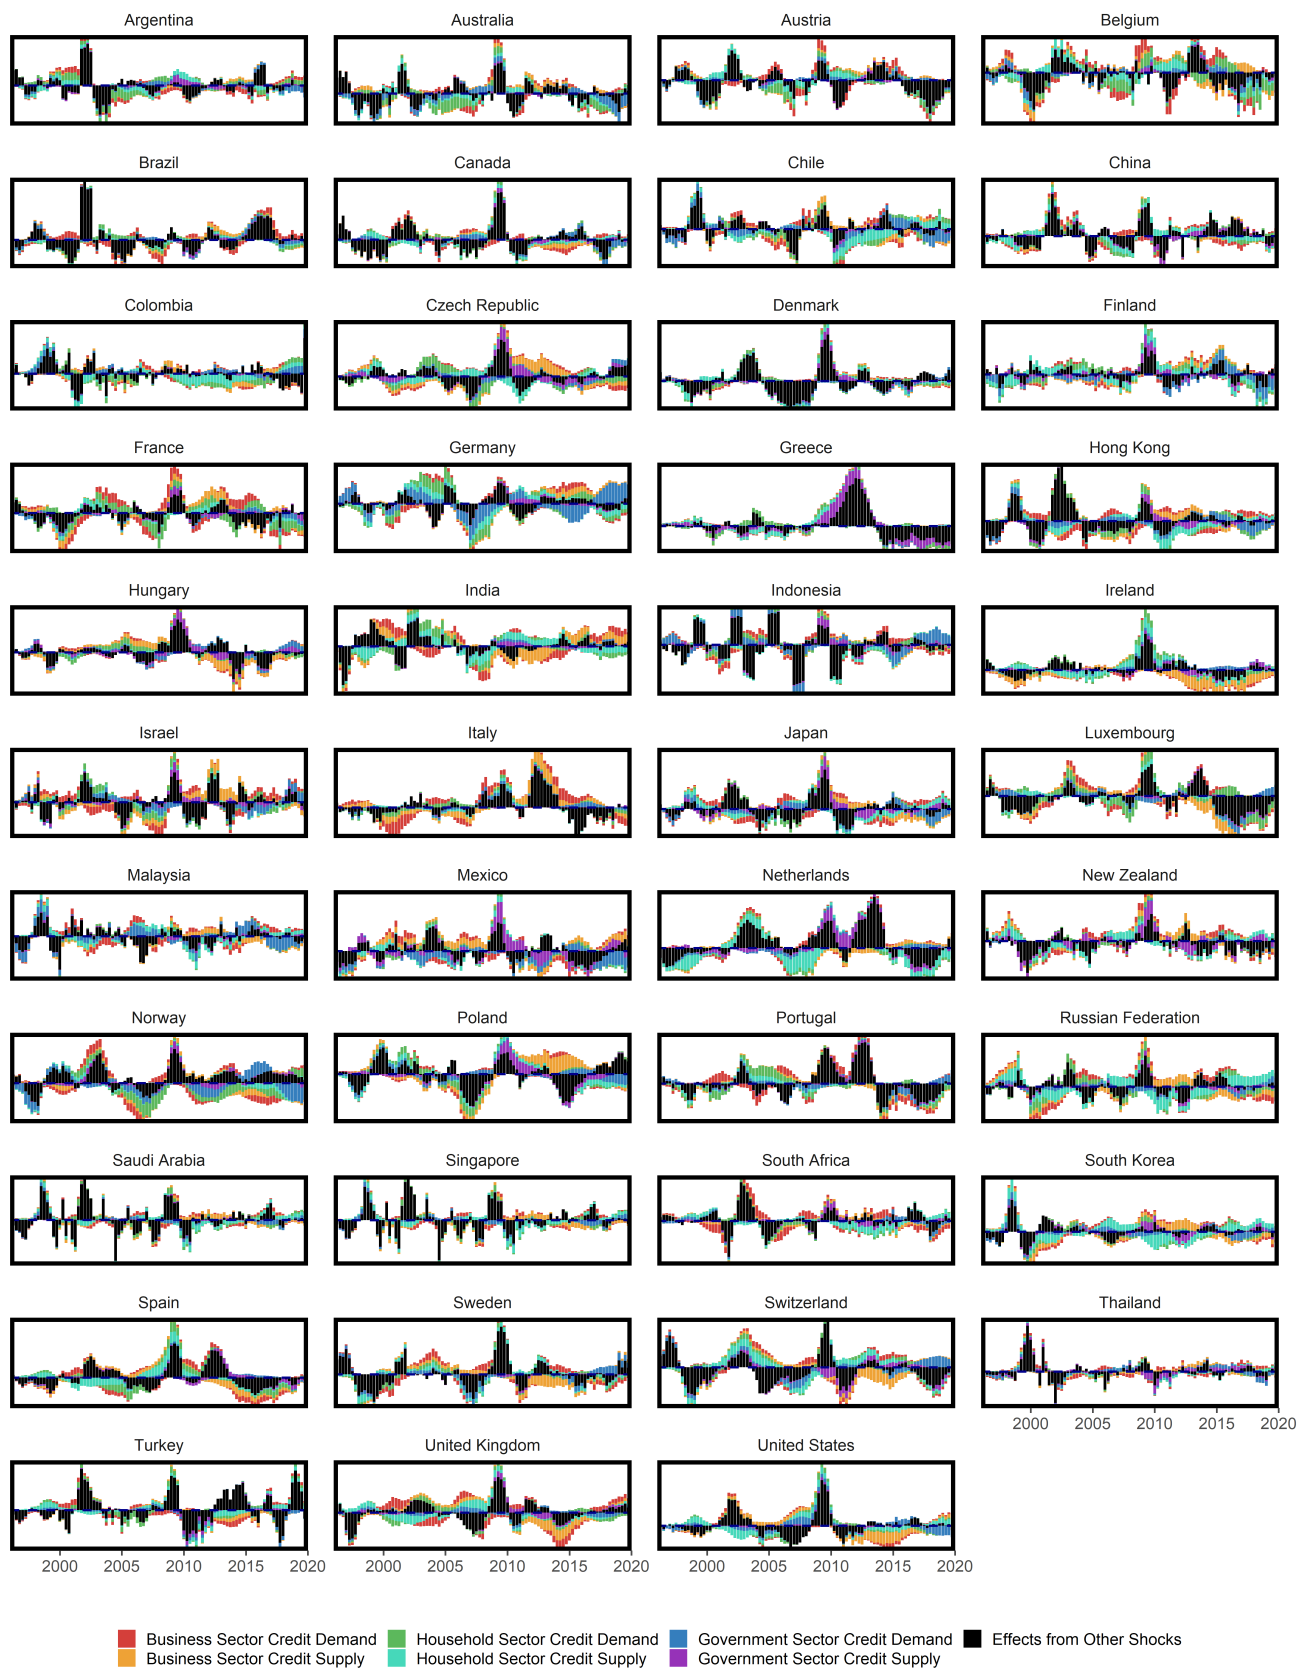 Argentina Australia Austria Belgium
Brazil Canada Chile China
Colombia Czech Republic Denmark Finland
France Germany Greece Hong Kong
Hungary India Indonesia Ireland
Israel Italy Japan Luxembourg
Malaysia Mexico Netherlands New Zealand
Norway Poland Portugal Russian Federation
Saudi Arabia Singapore South Africa South Korea
Spain Sweden Switzerland Thailand
2000 2005 2010 2015 2020
Turkey United Kingdom United States
2000 2005 2010 2015 2020 2000 2005 2010 2015 2020 2000 2005 2010 2015 2020
Business Sector Credit Demand Household Sector Credit Demand Government Sector Credit Demand Effects from Other Shocks
Business Sector Credit Supply Household Sector Credit Supply Government Sector Credit Supply